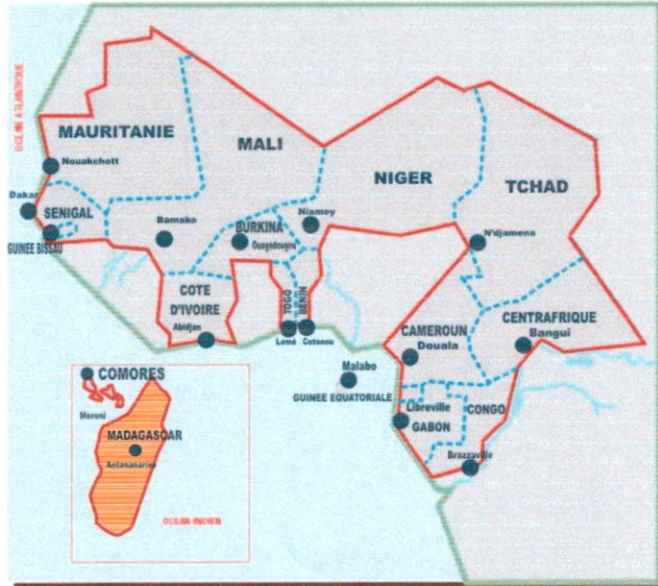 OCEAN ATLANTIQUE
MAURITANIE
MALI
NIGER
TCHAD
Nouakchott
Dakar
SENIGAL
GUINEE BISSAU
Bamako
BURKINA
Ouagadougou
Niamey
N'djamena
COTE
D'IVOIRE
Abidjan
TOGO
BENIN
Lomé
Cotonou
CAMEROUN
Douala
CENTRAFRIQUE
Bangui
Malabo
GUINEE EQUATORIALE
Libreville
GABON
CONGO
Brazzaville
COMORES
Moroni
MADAGASCAR
Antananarivo
OCEAN INDIEN